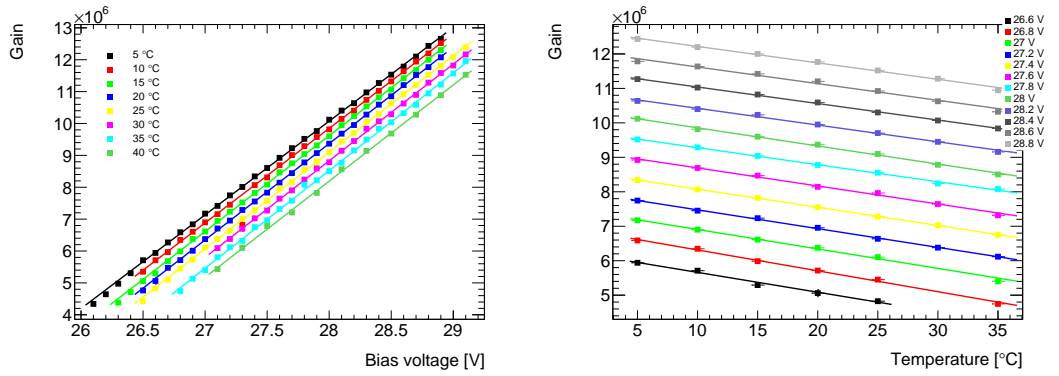 ×10⁶
Gain
13
12
11
10
9
8
7
6
5
4
5 °C
10 °C
15 °C
20 °C
25 °C
30 °C
35 °C
40 °C
26 26.5 27 27.5 28 28.5 29
Bias voltage [V]
×10⁶
Gain
12
11
10
9
8
7
6
5
26.6 V
26.8 V
27 V
27.2 V
27.4 V
27.6 V
27.8 V
28 V
28.2 V
28.4 V
28.6 V
28.8 V
5 10 15 20 25 30 35
Temperature [°C]